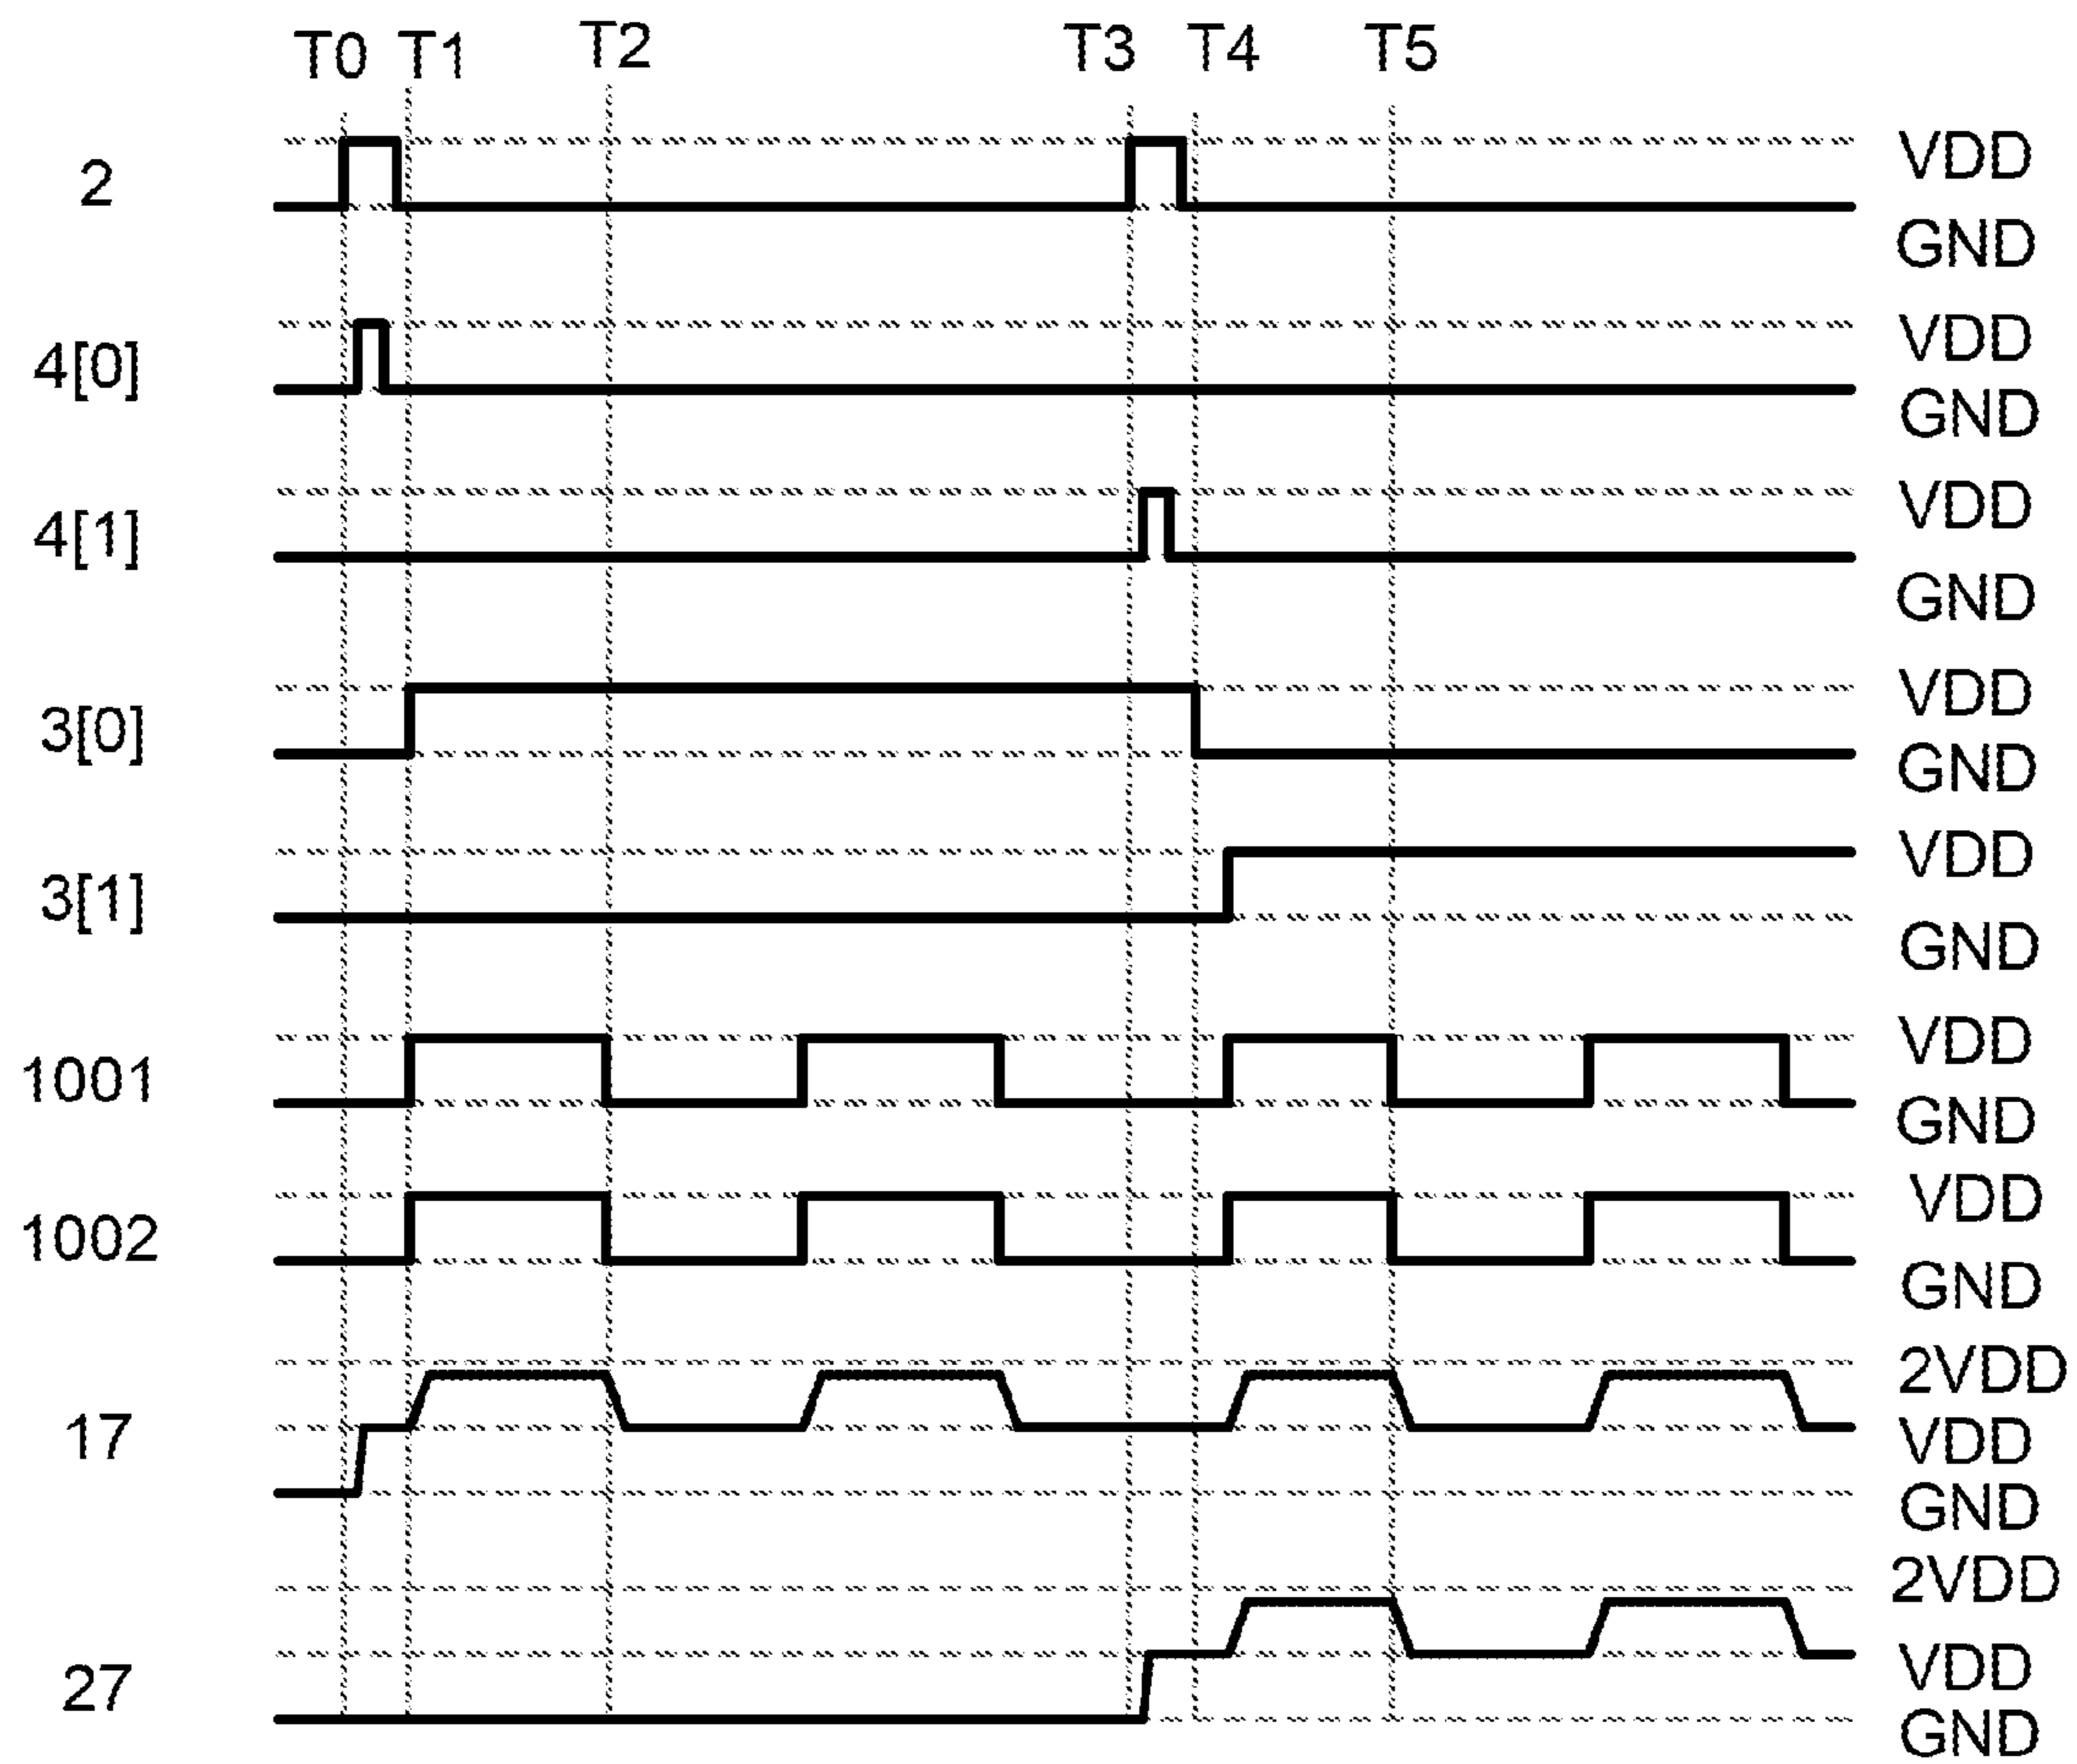 T0 T1 T2 T3 T4 T5
2 VDD
GND
4[0] VDD
GND
4[1] VDD
GND
3[0] VDD
GND
3[1] VDD
GND
1001 VDD
GND
1002 VDD
GND
2VDD
17 VDD
GND
2VDD
27 VDD
GND